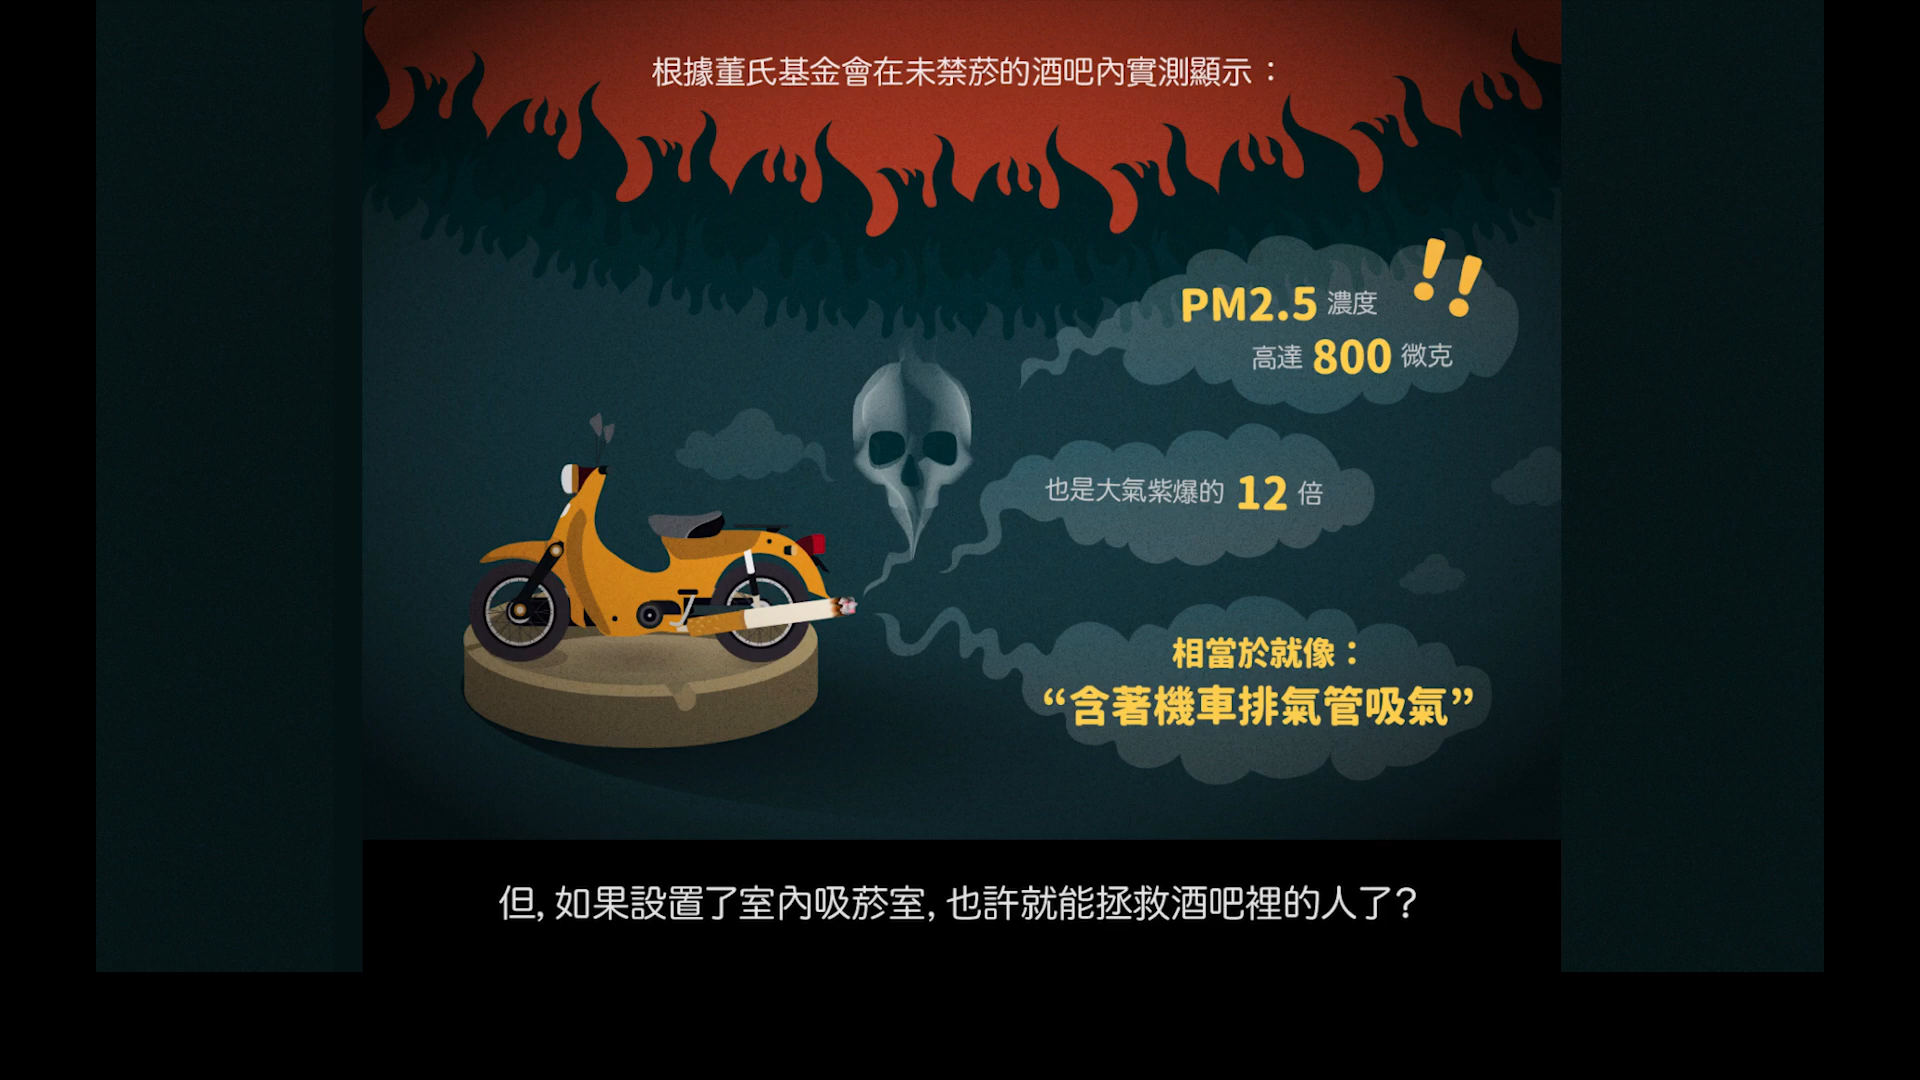 根據董氏基金會在未禁菸的酒吧內實測顯示：
PM2.5 濃度
高達 800 微克
!!
也是大氣紫爆的 12 倍
相當於就像：
“含著機車排氣管吸氣”
但, 如果設置了室內吸菸室, 也許就能拯救酒吧裡的人了?